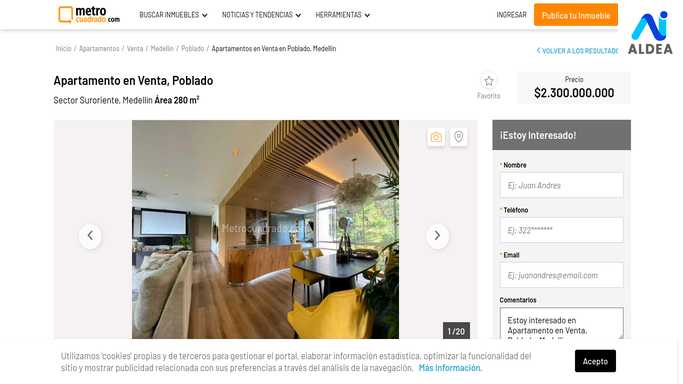 metro
cuadrado.com
BUSCAR INMUEBLES
NOTICIAS Y TENDENCIAS
HERRAMIENTAS
INGRESAR
Publica tu Inmueble
ALDEA
Inicio / Apartamentos / Venta / Medellín / Poblado / Apartamentos en Venta en Poblado, Medellín
VOLVER A LOS RESULTAD
Apartamento en Venta, Poblado
Sector Suroriente, Medellín Área 280 m²
Favorito
Precio
$2.300.000.000
¡Estoy Interesado!
* Nombre
Ej: Juan Andres
* Teléfono
Ej: 322*******
* Email
Ej: juanandres@email.com
Comentarios
Estoy interesado en
Apartamento en Venta,
Metrocuadrado.com
1/20
Utilizamos 'cookies' propias y de terceros para gestionar el portal, elaborar información estadística, optimizar la funcionalidad del
sitio y mostrar publicidad relacionada con sus preferencias a través del análisis de la navegación. Más información.
Acepto